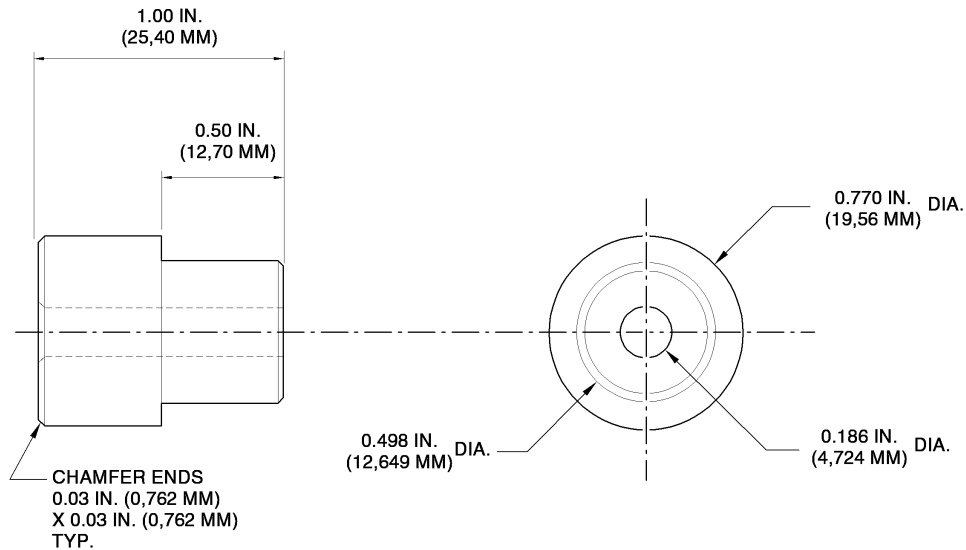 1.00 IN.
(25,40 MM)
0.50 IN.
(12,70 MM)
0.770 IN. DIA.
(19,56 MM)
0.498 IN. DIA.
(12,649 MM)
0.186 IN. DIA.
(4,724 MM)
CHAMFER ENDS
0.03 IN. (0,762 MM)
X 0.03 IN. (0,762 MM)
TYP.